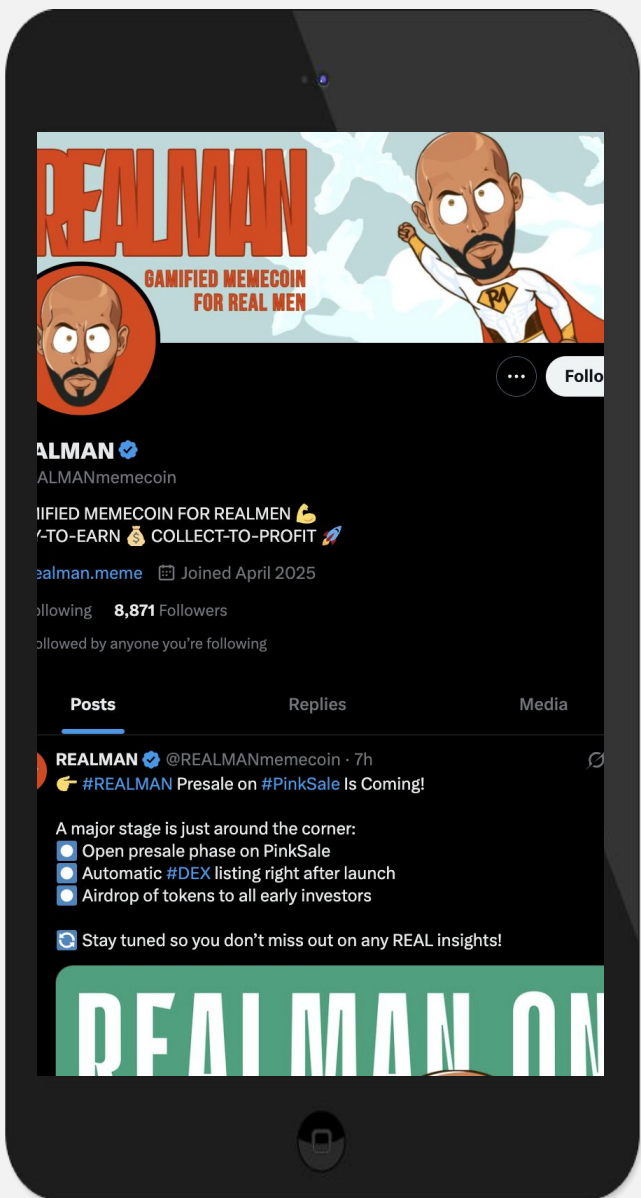 REALMAN
GAMIFIED MEMECOIN
FOR REAL MEN
RM
Follo
ALMAN
ALMANmemecoin
IFIED MEMECOIN FOR REALMEN 💪
Y-TO-EARN 💰 COLLECT-TO-PROFIT 🚀
ealman.meme Joined April 2025
ollowing 8,871 Followers
ollowed by anyone you’re following
Posts Replies Media
REALMAN @REALMANmemecoin · 7h
👉 #REALMAN Presale on #PinkSale Is Coming!
A major stage is just around the corner:
⏺️ Open presale phase on PinkSale
⏺️ Automatic #DEX listing right after launch
⏺️ Airdrop of tokens to all early investors
🔄 Stay tuned so you don’t miss out on any REAL insights!
REALMAN ON